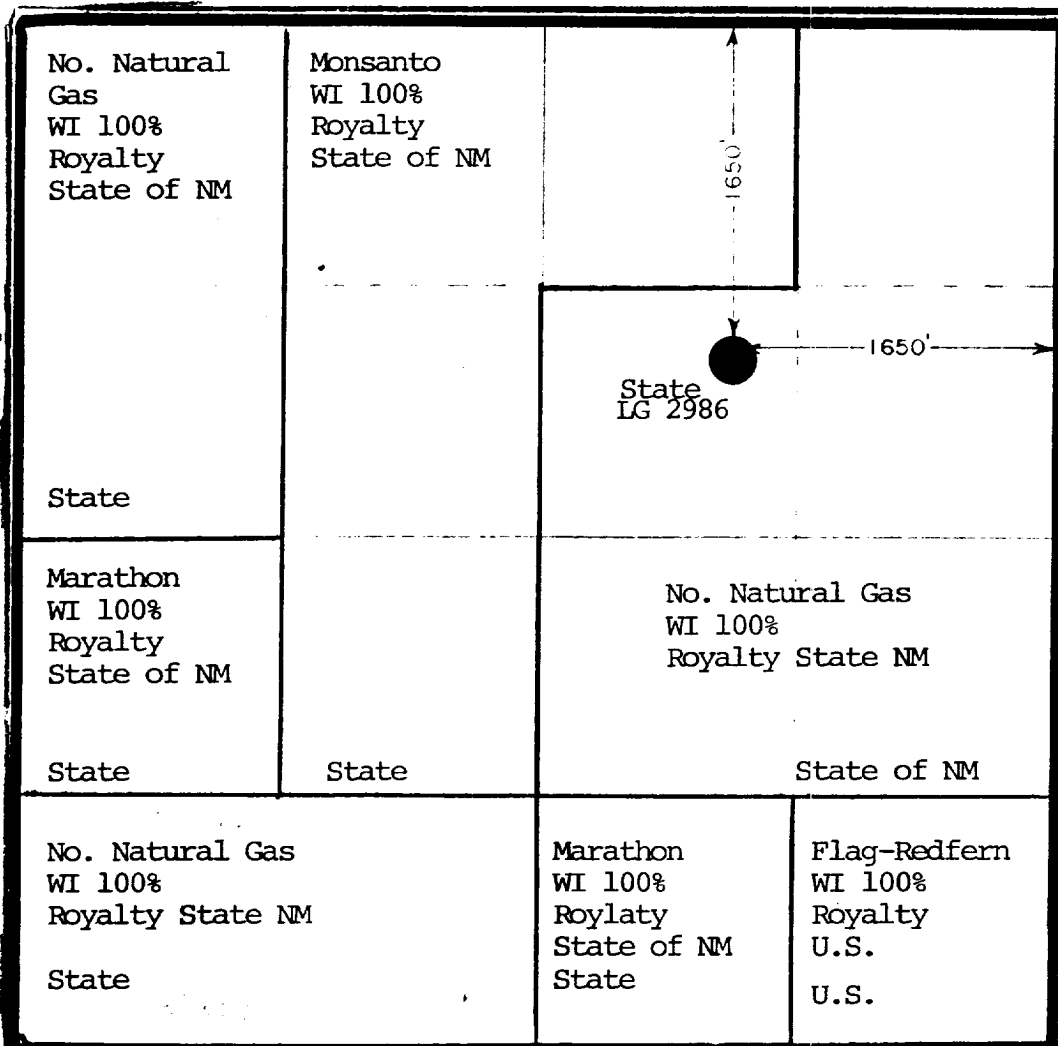 No. Natural
Gas
WI 100%
Royalty
State of NM
State
Monsanto
WI 100%
Royalty
State of NM
State
1650'
1650'
State
LG 2986
Marathon
WI 100%
Royalty
State of NM
State
No. Natural Gas
WI 100%
Royalty State NM
State of NM
No. Natural Gas
WI 100%
Royalty State NM
State
Marathon
WI 100%
Roylaty
State of NM
State
Flag-Redfern
WI 100%
Royalty
U.S.
U.S.